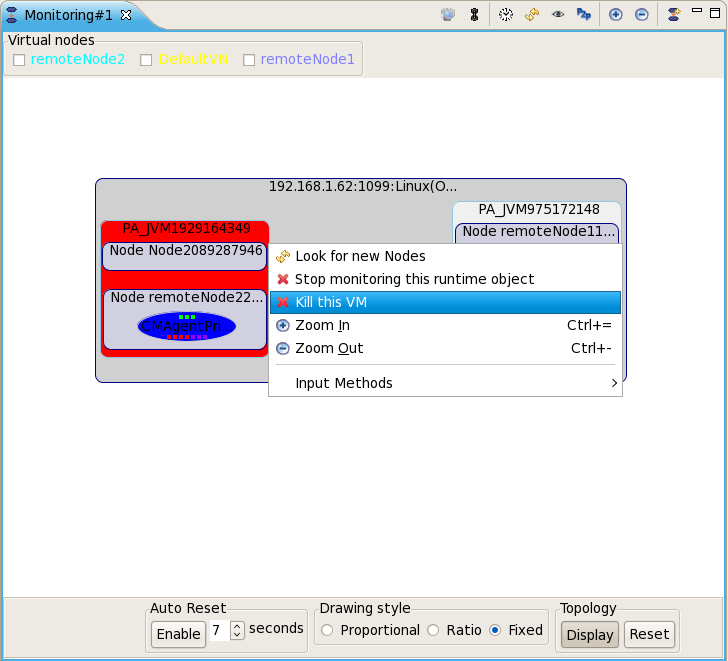 Monitoring#1
Virtual nodes
remoteNode2 DefaultVN remoteNode1
192.168.1.62:1099:Linux(O...
PA_JVM1929164349
Node Node2089287946
Node remoteNode22...
CMAgentPri...
PA_JVM975172148
Node remoteNode11...
Look for new Nodes
Stop monitoring this runtime object
Kill this VM
Zoom In Ctrl+=
Zoom Out Ctrl+-
Input Methods
Auto Reset
Enable 7 seconds
Drawing style
Proportional Ratio Fixed
Topology
Display Reset